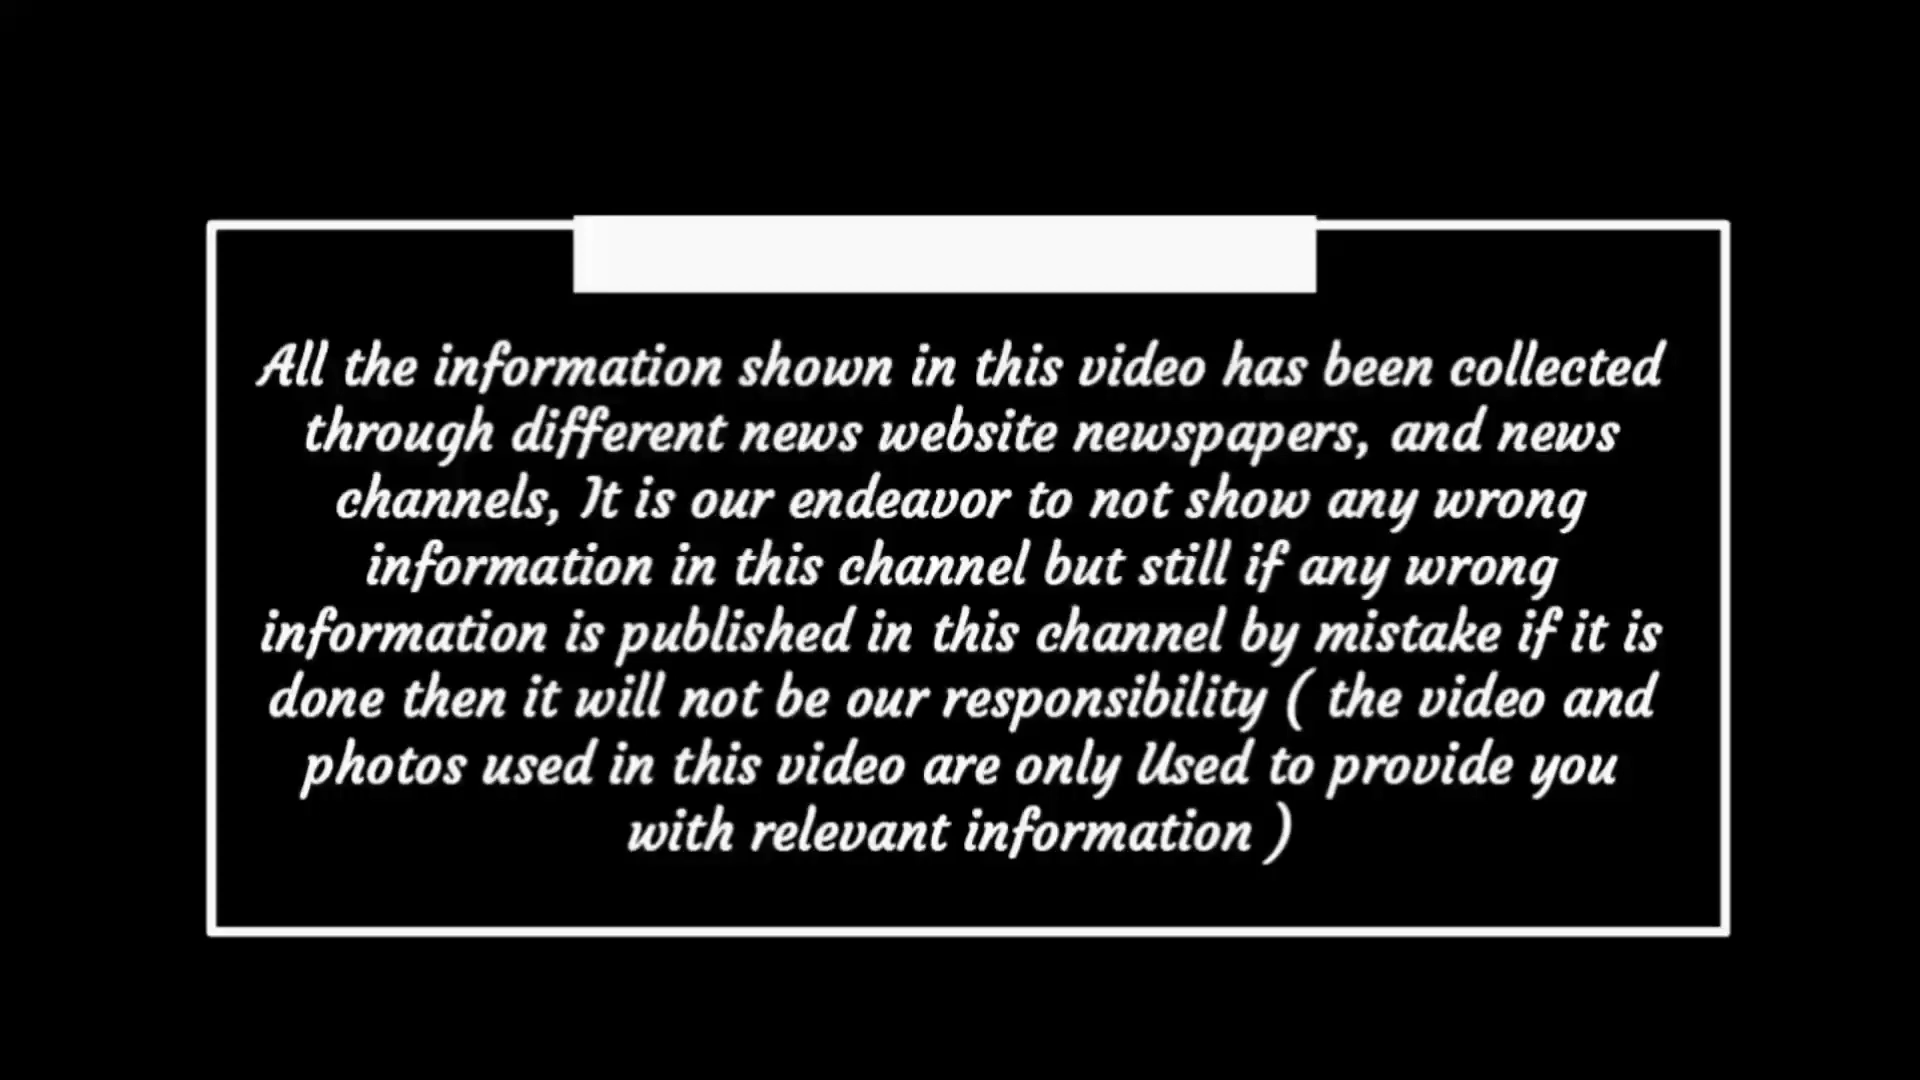 All the information shown in this video has been collected
through different news website newspapers, and news
channels, It is our endeavor to not show any wrong
information in this channel but still if any wrong
information is published in this channel by mistake if it is
done then it will not be our responsibility ( the video and
photos used in this video are only Used to provide you
with relevant information )